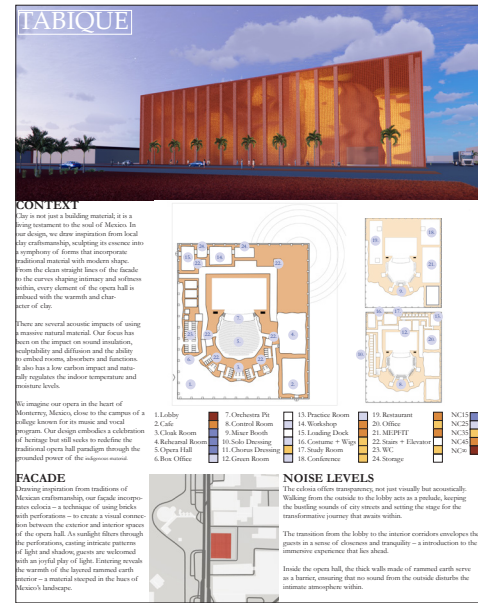 TABIQUE
CONTEXT
Clay is not just a building material; it is
a living testament to the soul of Mexico. In
our design, we draw inspiration from local
clay craftsmanship, sculpting its essence into
a symphony of forms that incorporate
traditional material with modern shape.
From the clean straight lines of the facade
to the curves shaping intimacy and softness
within, every element of the opera hall is
imbued with the warmth and char-
acter of clay.
There are several acoustic impacts of using
a massive natural material. Our focus has
been on the impact on sound insulation,
sculptability and diffusion and the ability
to embed rooms, absorbers and functions.
It also has a low carbon impact and natu-
rally regulates the indoor temperature and
moisture levels.
We imagine our opera in the heart of
Monterrey, Mexico, close to the campus of a
college known for its music and visual
program. Our design embodies a celebration
of heritage but still seeks to redefine the
traditional opera hall paradigm through the
grounded power of the indigenous material.
1. Lobby
2. Cafe
3. Cloak Room
4. Rehearsal Room
5. Opera Hall
6. Box Office
7. Orchestra Pit
8. Control Room
9. Mixer Booth
10. Solo Dressing
11. Chorus Dressing
12. Green Room
13. Practice Room
14. Workshop
15. Loading Dock
16. Costume + Wigs
17. Study Room
18. Conference
19. Restaurant
20. Office
21. MEPFIT
22. Stairs + Elevator
23. WC
24. Storage
NC15
NC25
NC35
NC45
FACADE
Drawing inspiration from traditions of
Mexican craftsmanship, our façade incorpo-
rates celosia – a technique of using bricks
with perforations – to create a visual connec-
tion between the exterior and interior spaces
of the opera hall. As sunlight filters through
the perforations, casting intricate patterns
of light and shadow, guests are welcomed
with an joyful play of light. Entering reveals
the warmth of the layered rammed earth
interior – a material steeped in the hues of
Mexico's landscape.
NOISE LEVELS
The celosia offers transparency, not just visually but acoustically.
Walking from the outside to the lobby acts as a prelude, keeping
the bustling sounds of city streets and setting the stage for the
transformative journey that awaits within.
The transition from the lobby to the interior corridors envelopes the
guests in a sense of closeness and tranquility – a introduction to the
immersive experience that lies ahead.
Inside the opera hall, the thick walls made of rammed earth serve
as a barrier, ensuring that no sound from the outside disturbs the
intimate atmosphere within.